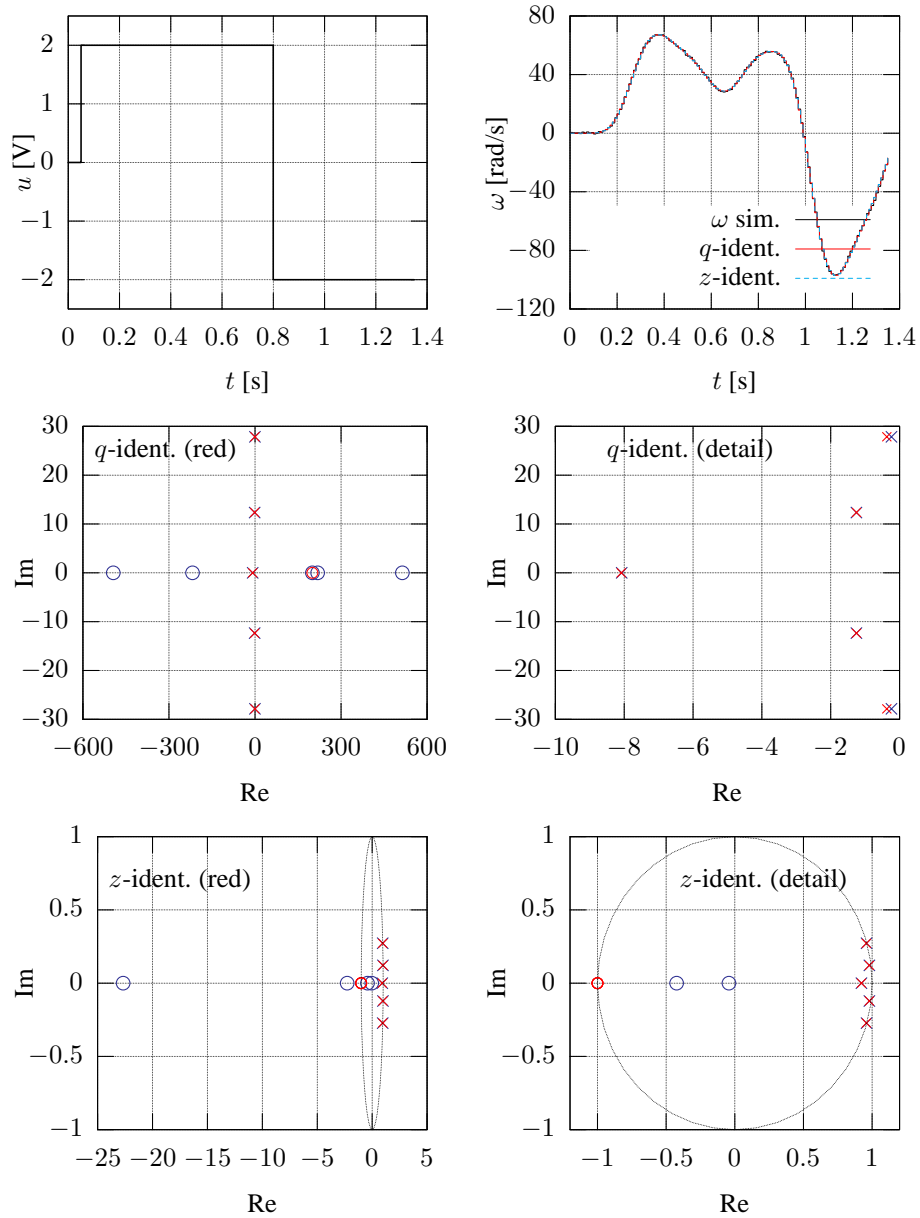 2
1
0
−1
−2
0 0.2 0.4 0.6 0.8 1 1.2 1.4
u [V]
t [s]
80
40
0
−40
−80
−120
0 0.2 0.4 0.6 0.8 1 1.2 1.4
ω [rad/s]
t [s]
ω sim.
q-ident.
z-ident.
30
20
10
0
−10
−20
−30
−600 −300 0 300 600
Im
Re
q-ident. (red)
30
20
10
0
−10
−20
−30
−10 −8 −6 −4 −2 0
Im
Re
q-ident. (detail)
1
0.5
0
−0.5
−1
−25 −20 −15 −10 −5 0 5
Im
Re
z-ident. (red)
1
0.5
0
−0.5
−1
−1 −0.5 0 0.5 1
Im
Re
z-ident. (detail)